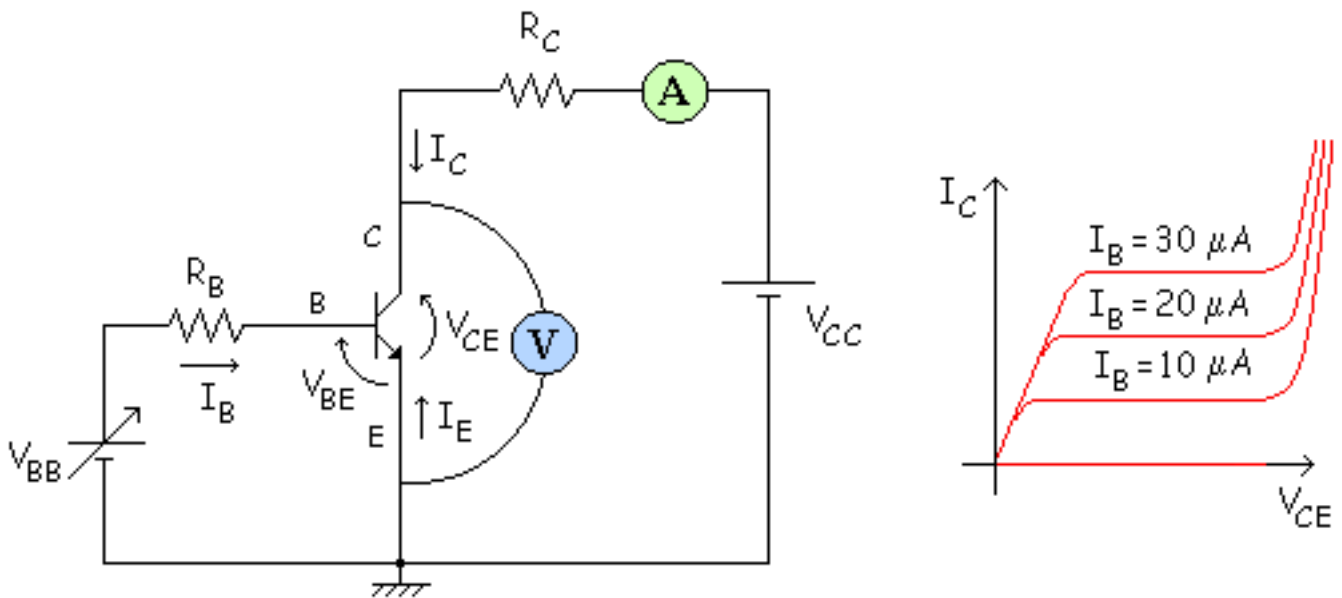 R_C
A
I_C
C
R_B
B
V_CE
V
V_CC
V_BE
I_B
E
I_E
V_BB
I_C
I_B = 30 μA
I_B = 20 μA
I_B = 10 μA
V_CE